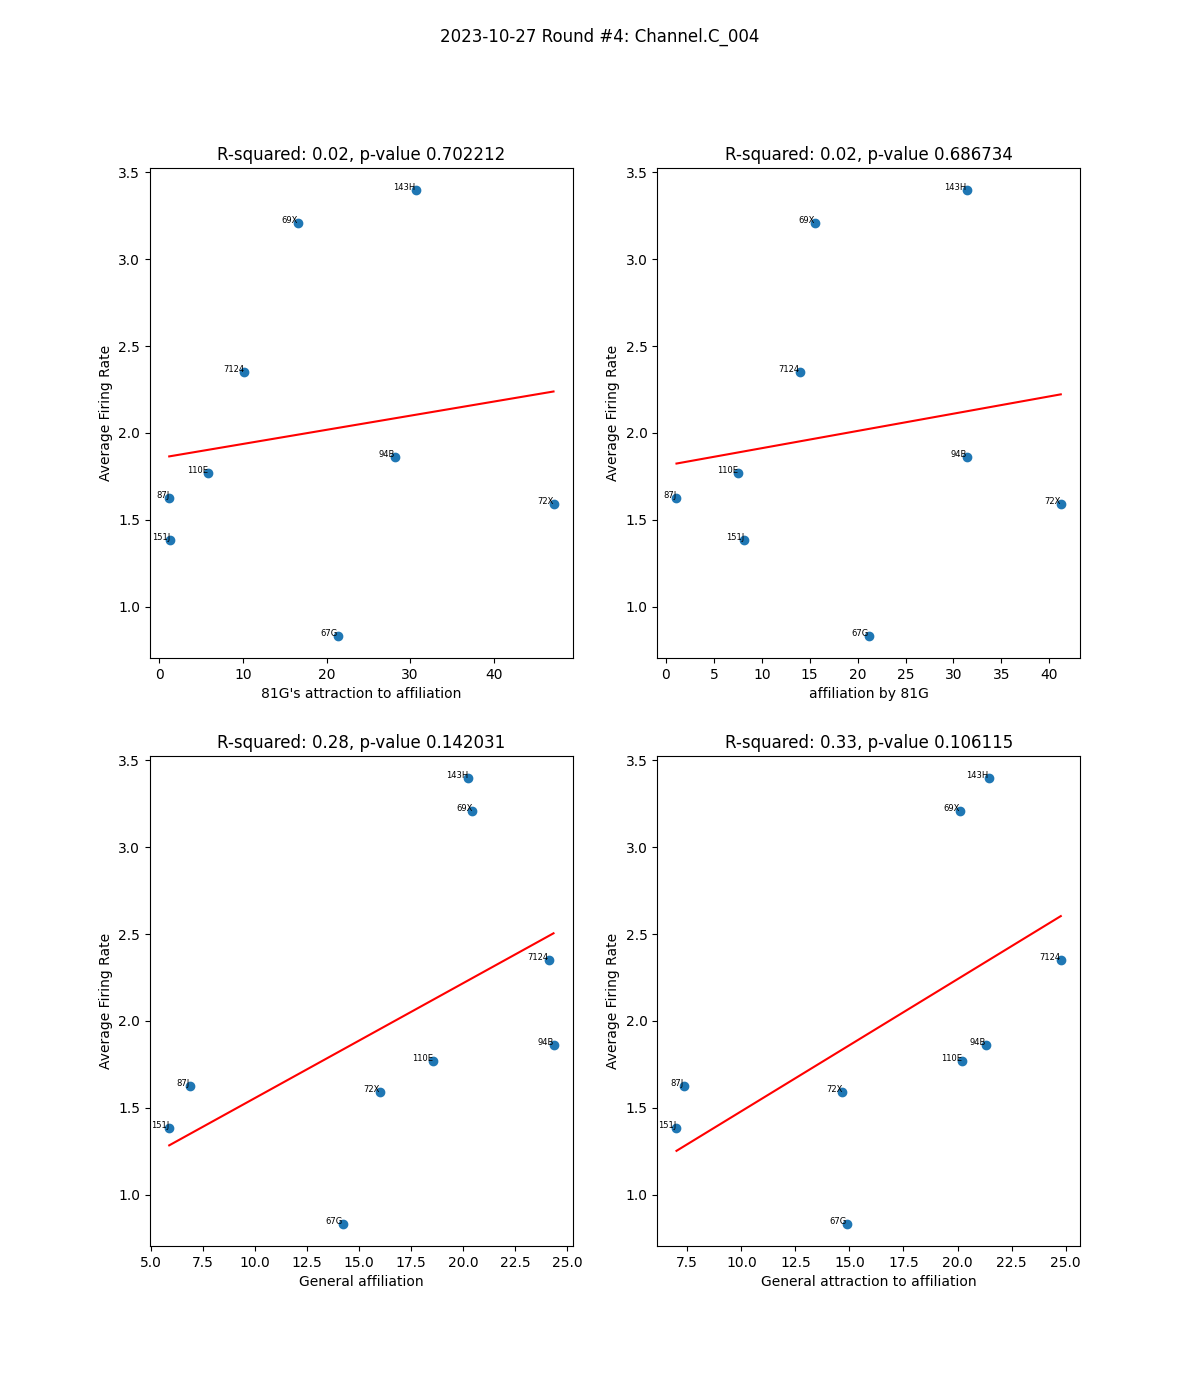 2023-10-27 Round #4: Channel.C_004
R-squared: 0.02, p-value 0.702212
3.5
3.0
2.5
2.0
1.5
1.0
Average Firing Rate
143H
69X
7124
94B
110E
87J
72X
151J
67G
0 10 20 30 40
81G's attraction to affiliation
R-squared: 0.02, p-value 0.686734
3.5
3.0
2.5
2.0
1.5
1.0
Average Firing Rate
143H
69X
7124
94B
110E
87J
72X
151J
67G
0 5 10 15 20 25 30 35 40
affiliation by 81G
R-squared: 0.28, p-value 0.142031
3.5
3.0
2.5
2.0
1.5
1.0
Average Firing Rate
143H
69X
7124
94B
110E
87J
72X
151J
67G
5.0 7.5 10.0 12.5 15.0 17.5 20.0 22.5 25.0
General affiliation
R-squared: 0.33, p-value 0.106115
3.5
3.0
2.5
2.0
1.5
1.0
Average Firing Rate
143H
69X
7124
94B
110E
87J
72X
151J
67G
7.5 10.0 12.5 15.0 17.5 20.0 22.5 25.0
General attraction to affiliation